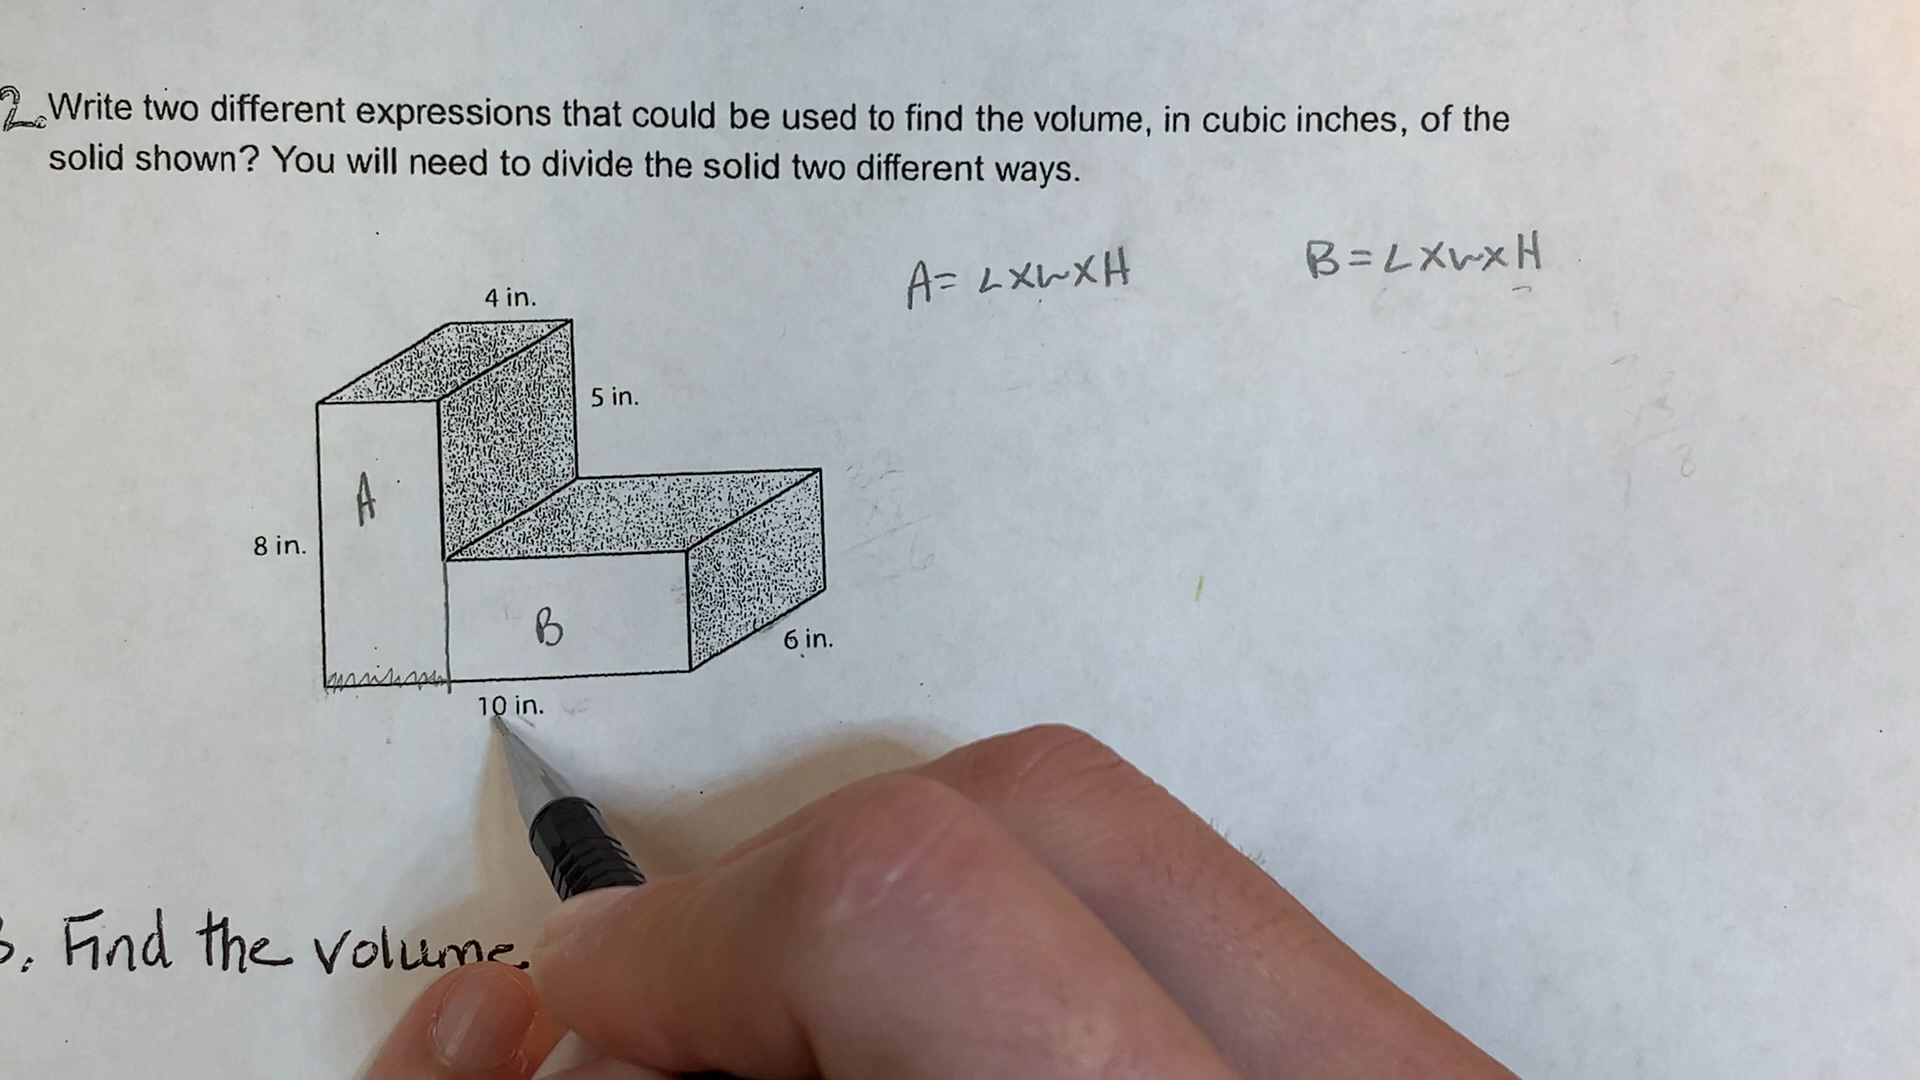 2. Write two different expressions that could be used to find the volume, in cubic inches, of the
solid shown? You will need to divide the solid two different ways.
A= LXWXH
B=LXWXH
4 in.
5 in.
A
8 in.
B
6 in.
10 in.
3. Find the volume.